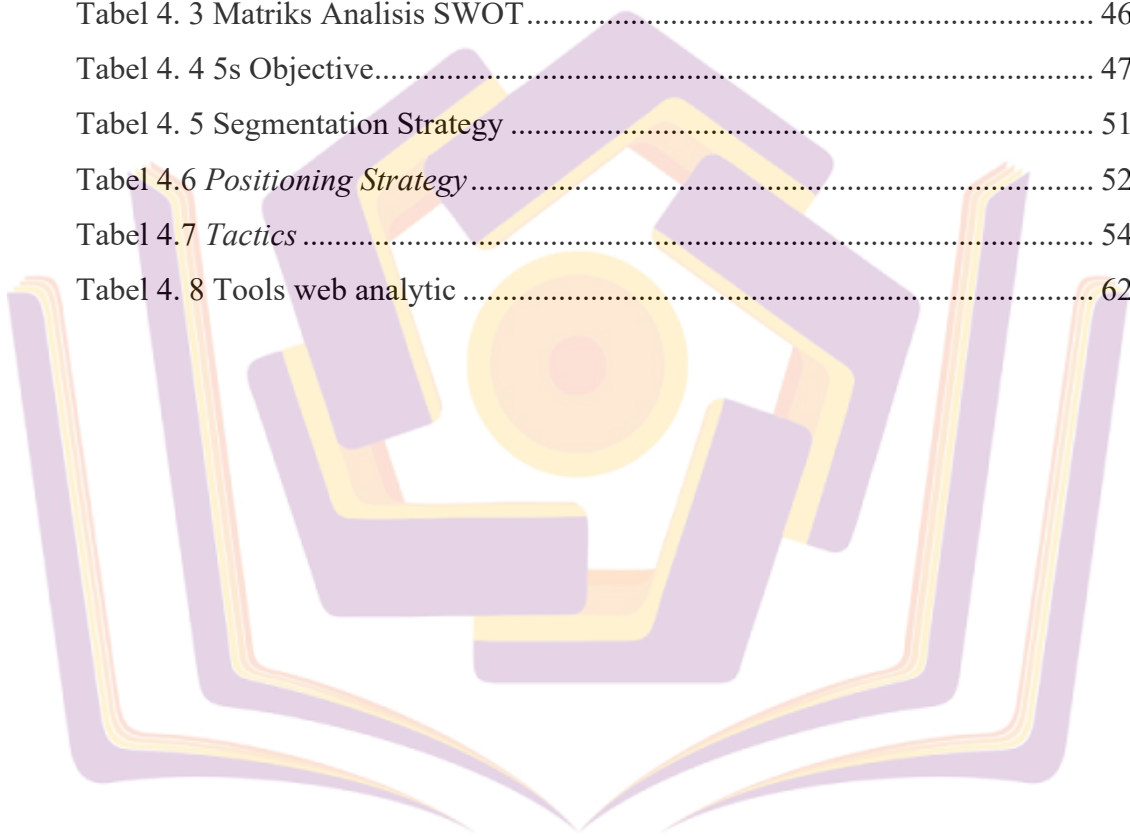 Tabel 4. 3 Matriks Analisis SWOT........................................................................ 46
Tabel 4. 4 5s Objective........................................................................................... 47
Tabel 4. 5 Segmentation Strategy .......................................................................... 51
Tabel 4.6 Positioning Strategy............................................................................... 52
Tabel 4.7 Tactics .................................................................................................... 54
Tabel 4. 8 Tools web analytic ................................................................................ 62